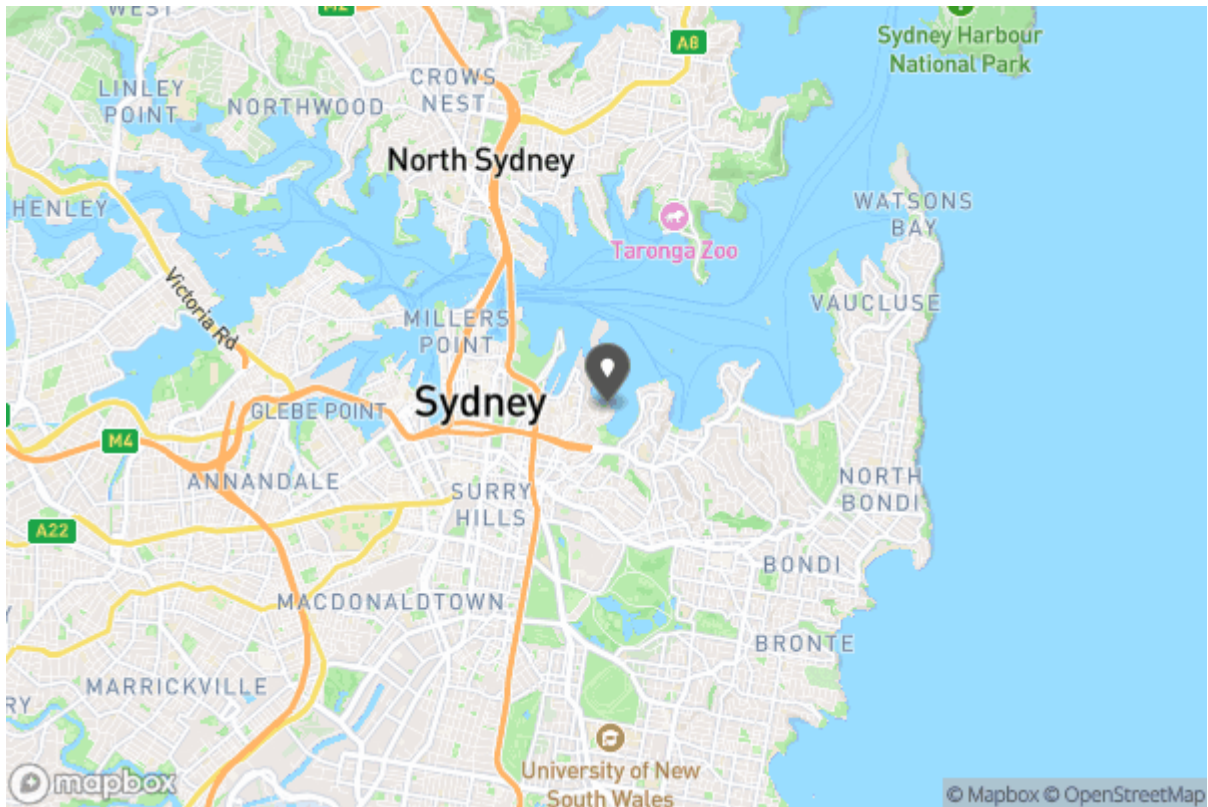 WEST
M2
A8
Sydney Harbour
National Park
CROWS
NEST
LINLEY
POINT
NORTHWOOD
North Sydney
HENLEY
WATSONS
BAY
Taronga Zoo
Victoria Rd
VAUCLUSE
MILLERS
POINT
Sydney
GLEBE POINT
M4
ANNANDALE
NORTH
BONDI
SURRY
HILLS
A22
BONDI
MACDONALDTOWN
BRONTE
MARRICKVILLE
RY
University of New
South Wales
mapbox
© Mapbox © OpenStreetMap